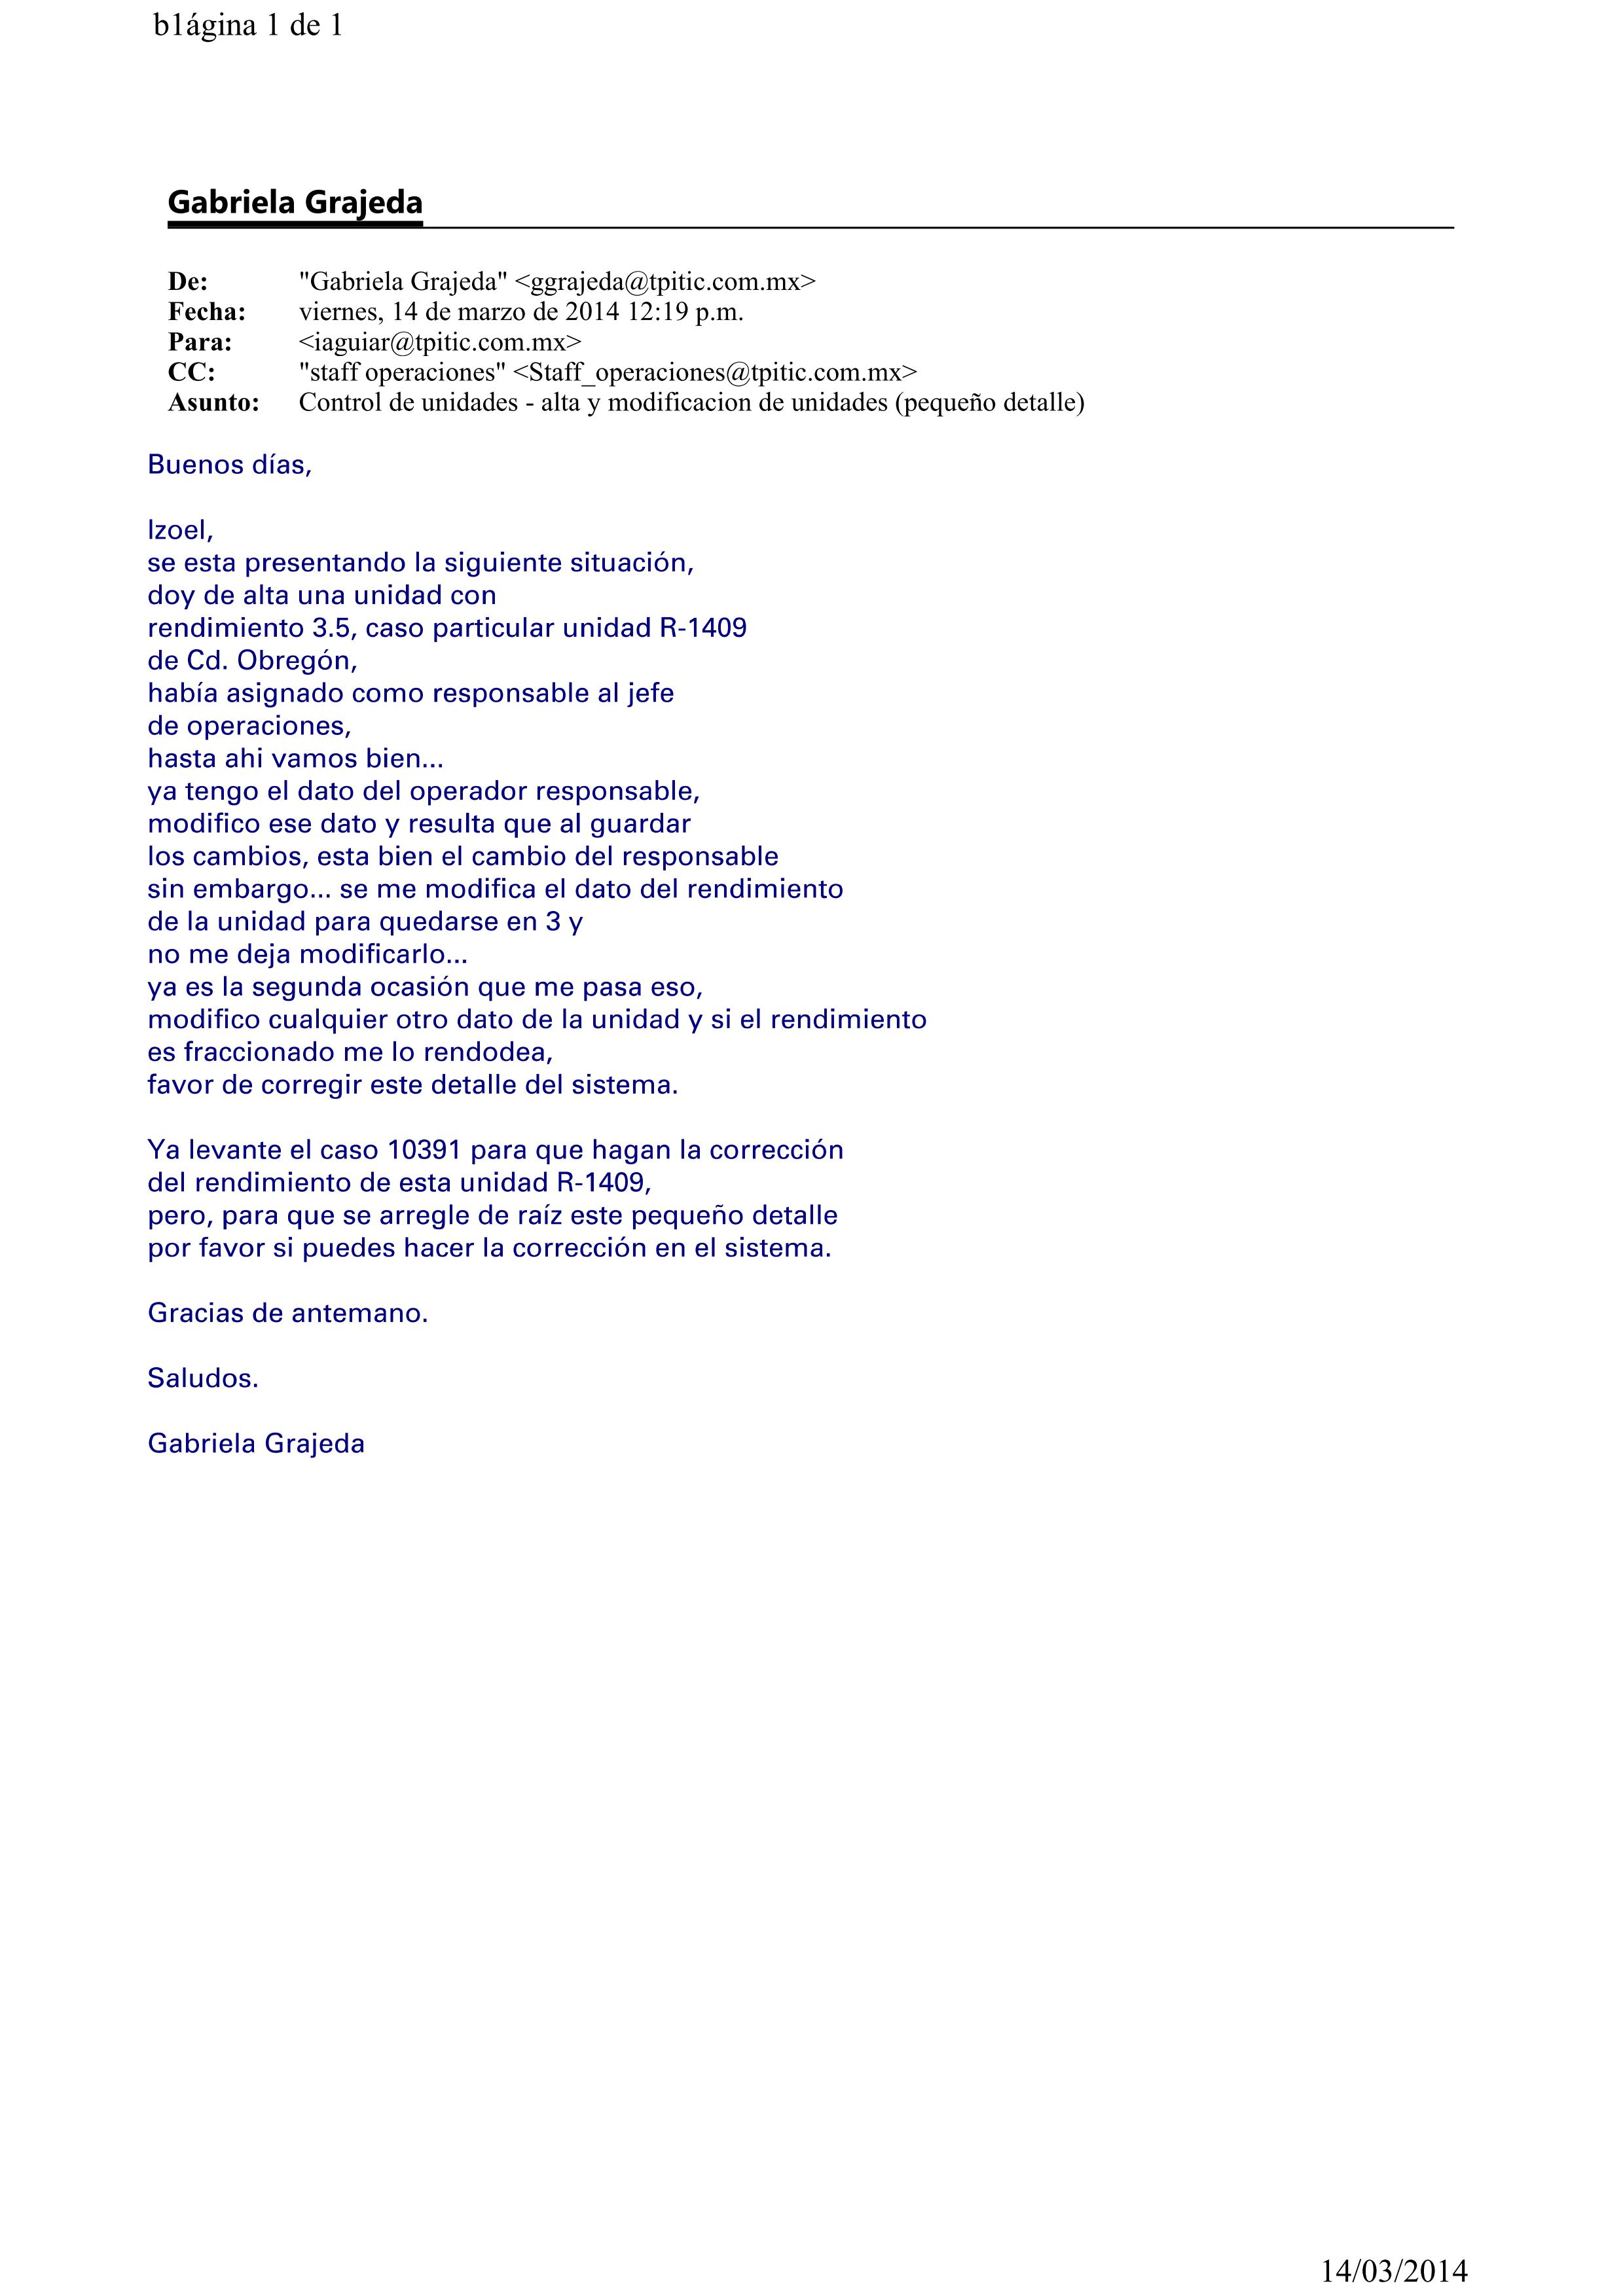 b1ágina 1 de 1
Gabriela Grajeda
De: "Gabriela Grajeda" <ggrajeda@tpitic.com.mx>
Fecha: viernes, 14 de marzo de 2014 12:19 p.m.
Para: <iaguiar@tpitic.com.mx>
CC: "staff operaciones" <Staff_operaciones@tpitic.com.mx>
Asunto: Control de unidades - alta y modificacion de unidades (pequeño detalle)
Buenos días,
Izoel,
se esta presentando la siguiente situación,
doy de alta una unidad con
rendimiento 3.5, caso particular unidad R-1409
de Cd. Obregón,
había asignado como responsable al jefe
de operaciones,
hasta ahi vamos bien...
ya tengo el dato del operador responsable,
modifico ese dato y resulta que al guardar
los cambios, esta bien el cambio del responsable
sin embargo... se me modifica el dato del rendimiento
de la unidad para quedarse en 3 y
no me deja modificarlo...
ya es la segunda ocasión que me pasa eso,
modifico cualquier otro dato de la unidad y si el rendimiento
es fraccionado me lo rendodea,
favor de corregir este detalle del sistema.
Ya levante el caso 10391 para que hagan la corrección
del rendimiento de esta unidad R-1409,
pero, para que se arregle de raíz este pequeño detalle
por favor si puedes hacer la corrección en el sistema.
Gracias de antemano.
Saludos.
Gabriela Grajeda
14/03/2014